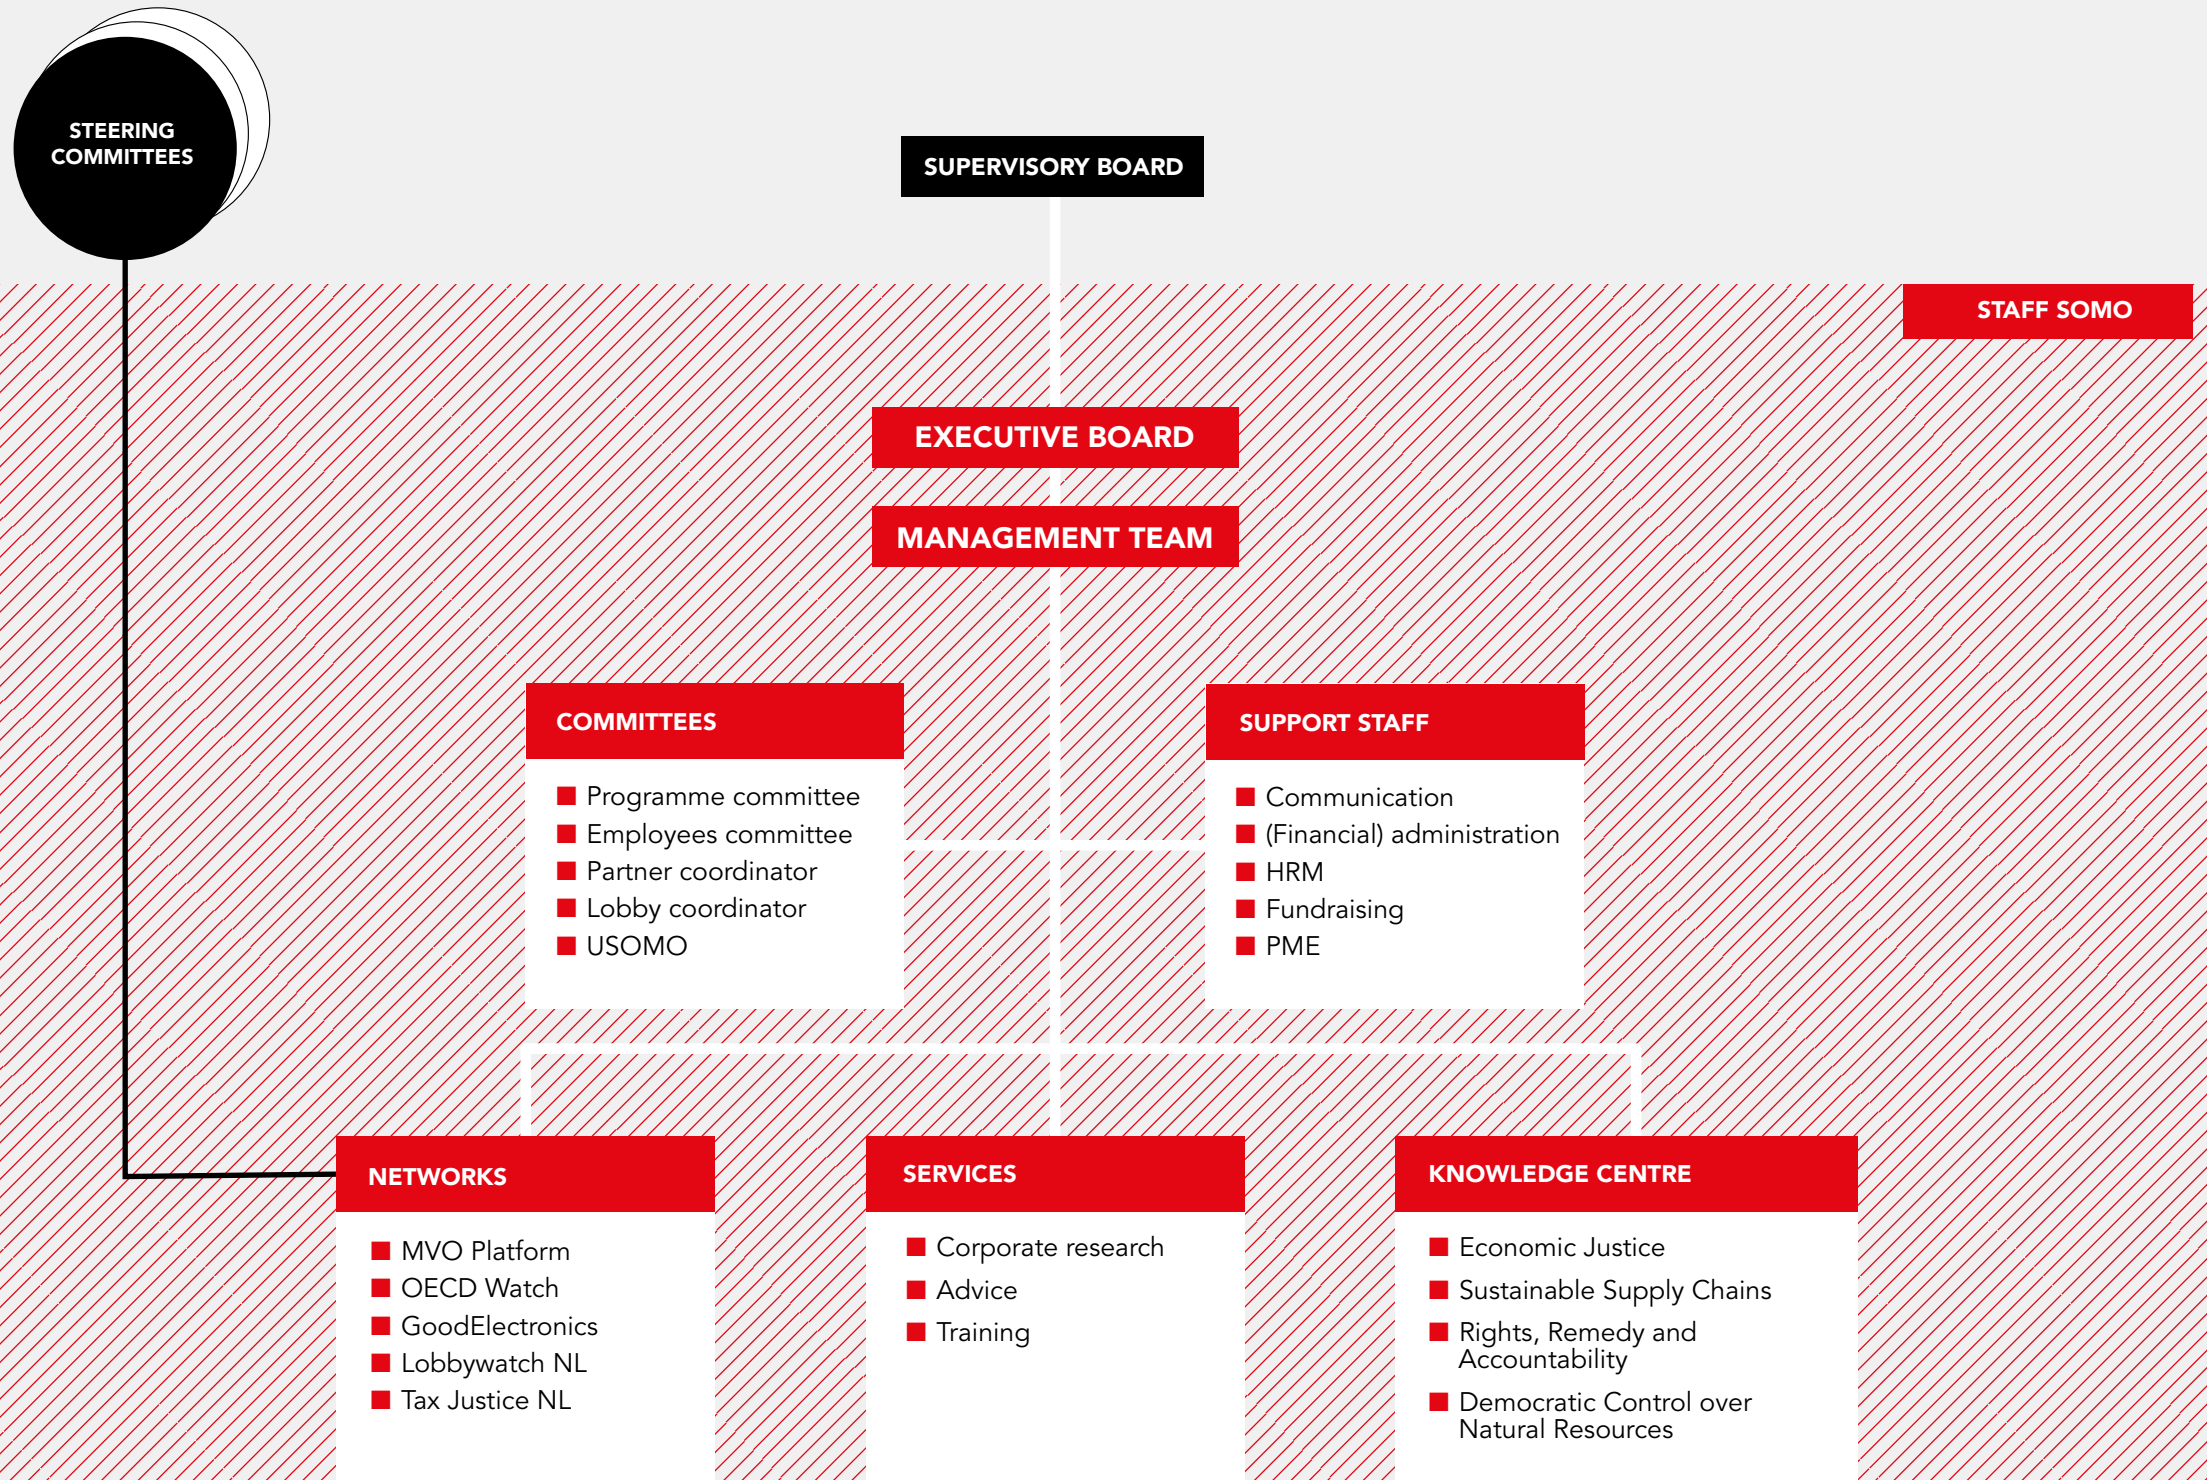 STEERING
COMMITTEES
SUPERVISORY BOARD
STAFF SOMO
EXECUTIVE BOARD
MANAGEMENT TEAM
COMMITTEES
Programme committee
Employees committee
Partner coordinator
Lobby coordinator
USOMO
SUPPORT STAFF
Communication
(Financial) administration
HRM
Fundraising
PME
NETWORKS
MVO Platform
OECD Watch
GoodElectronics
Lobbywatch NL
Tax Justice NL
SERVICES
Corporate research
Advice
Training
KNOWLEDGE CENTRE
Economic Justice
Sustainable Supply Chains
Rights, Remedy and
Accountability
Democratic Control over
Natural Resources